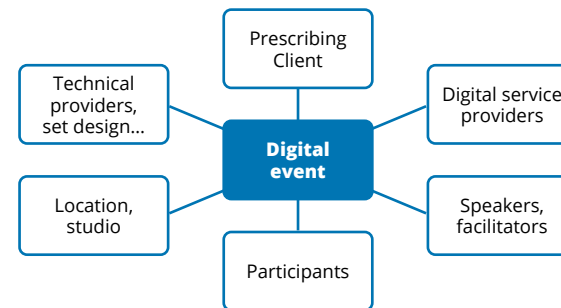 Prescribing
Client
Technical
providers,
set design...
Digital service
providers
Digital
event
Location,
studio
Speakers,
facilitators
Participants